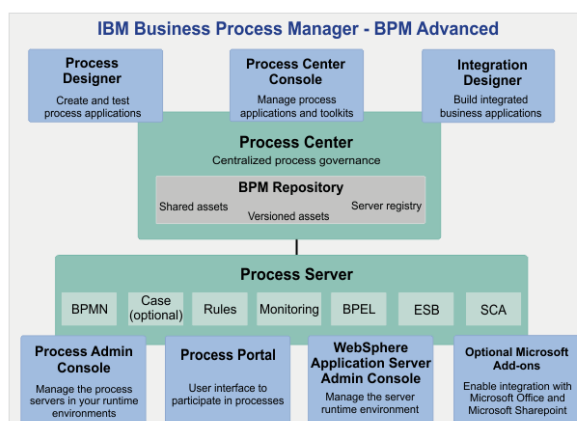 IBM Business Process Manager - BPM Advanced
Process
Designer
Create and test
process applications
Process Center
Console
Manage process
applications and toolkits
Integration
Designer
Build integrated
business applications
Process Center
Centralized process governance
BPM Repository
Shared assets
Versioned assets
Server registry
Process Server
BPMN
Case
(optional)
Rules
Monitoring
BPEL
ESB
SCA
Process Admin
Console
Manage the process
servers in your runtime
environments
Process Portal
User interface to
participate in processes
WebSphere
Application Server
Admin Console
Manage the server
runtime environment
Optional Microsoft
Add-ons
Enable integration with
Microsoft Office and
Microsoft Sharepoint